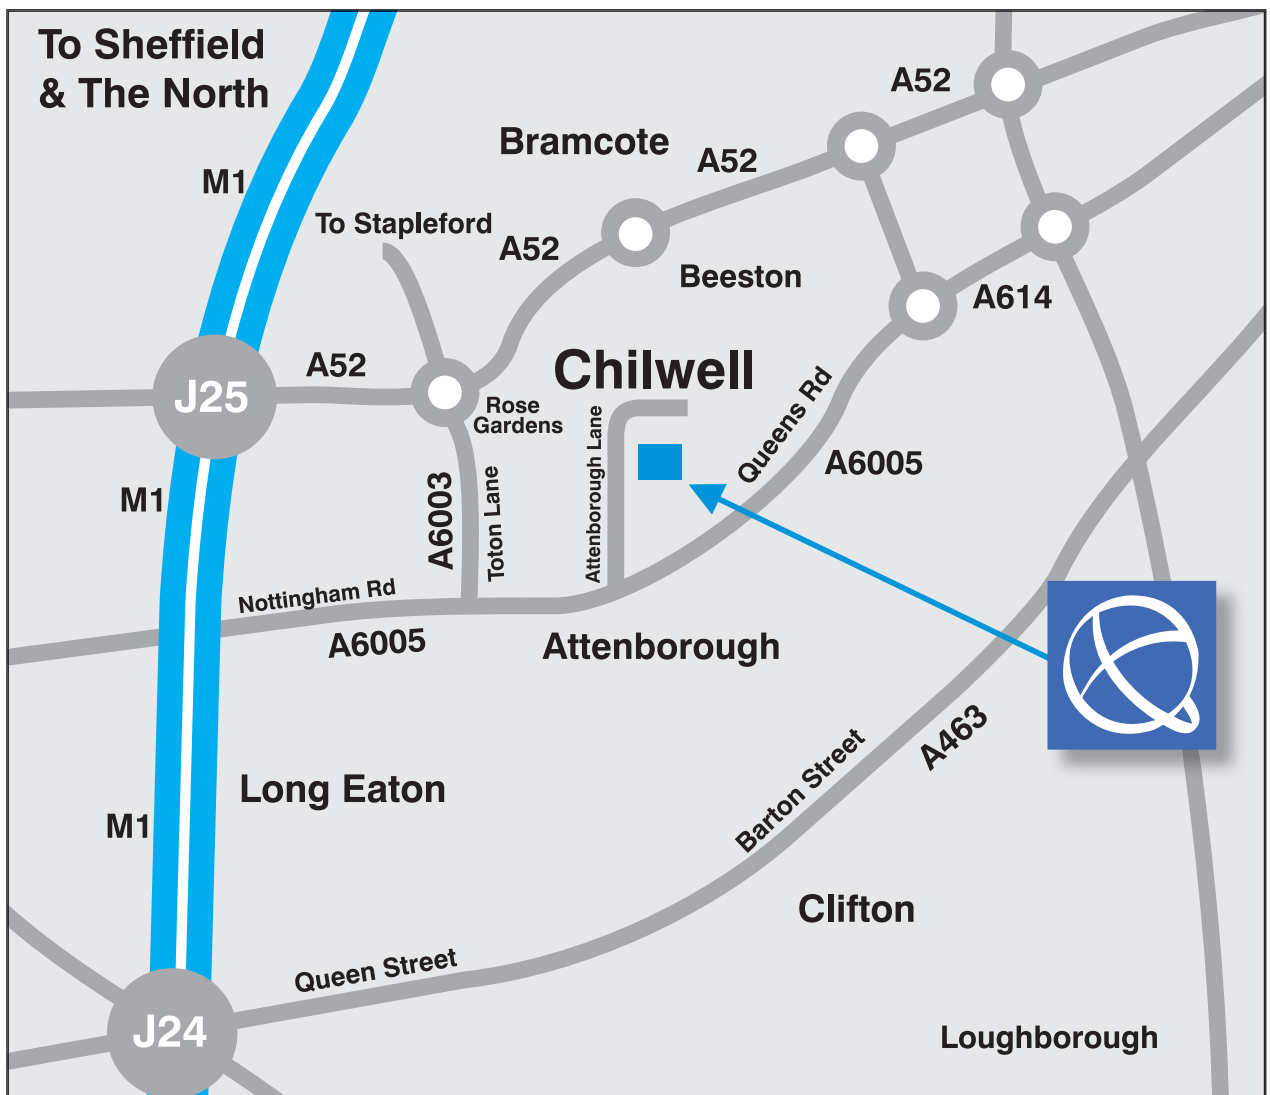 To Sheffield
& The North
A52
Bramcote
A52
M1
To Stapleford
A52
Beeston
A614
Chilwell
A52
J25
Rose
Gardens
Queens Rd
Attenborough Lane
A6005
M1
A6003
Toton Lane
Nottingham Rd
A6005
Attenborough
A463
Barton Street
Long Eaton
M1
Clifton
Queen Street
J24
Loughborough